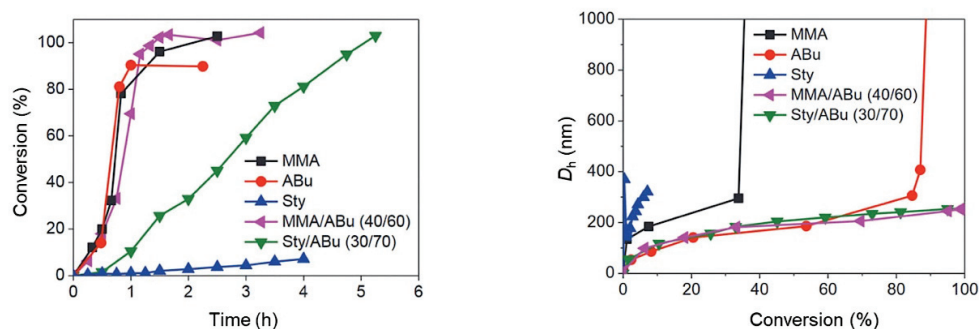 100
80
60
40
20
0
Conversion (%)
0
1
2
3
4
5
6
Time (h)
MMA
ABu
Sty
MMA/ABu (40/60)
Sty/ABu (30/70)
1000
800
600
400
200
0
Dh (nm)
0
20
40
60
80
100
Conversion (%)
MMA
ABu
Sty
MMA/ABu (40/60)
Sty/ABu (30/70)